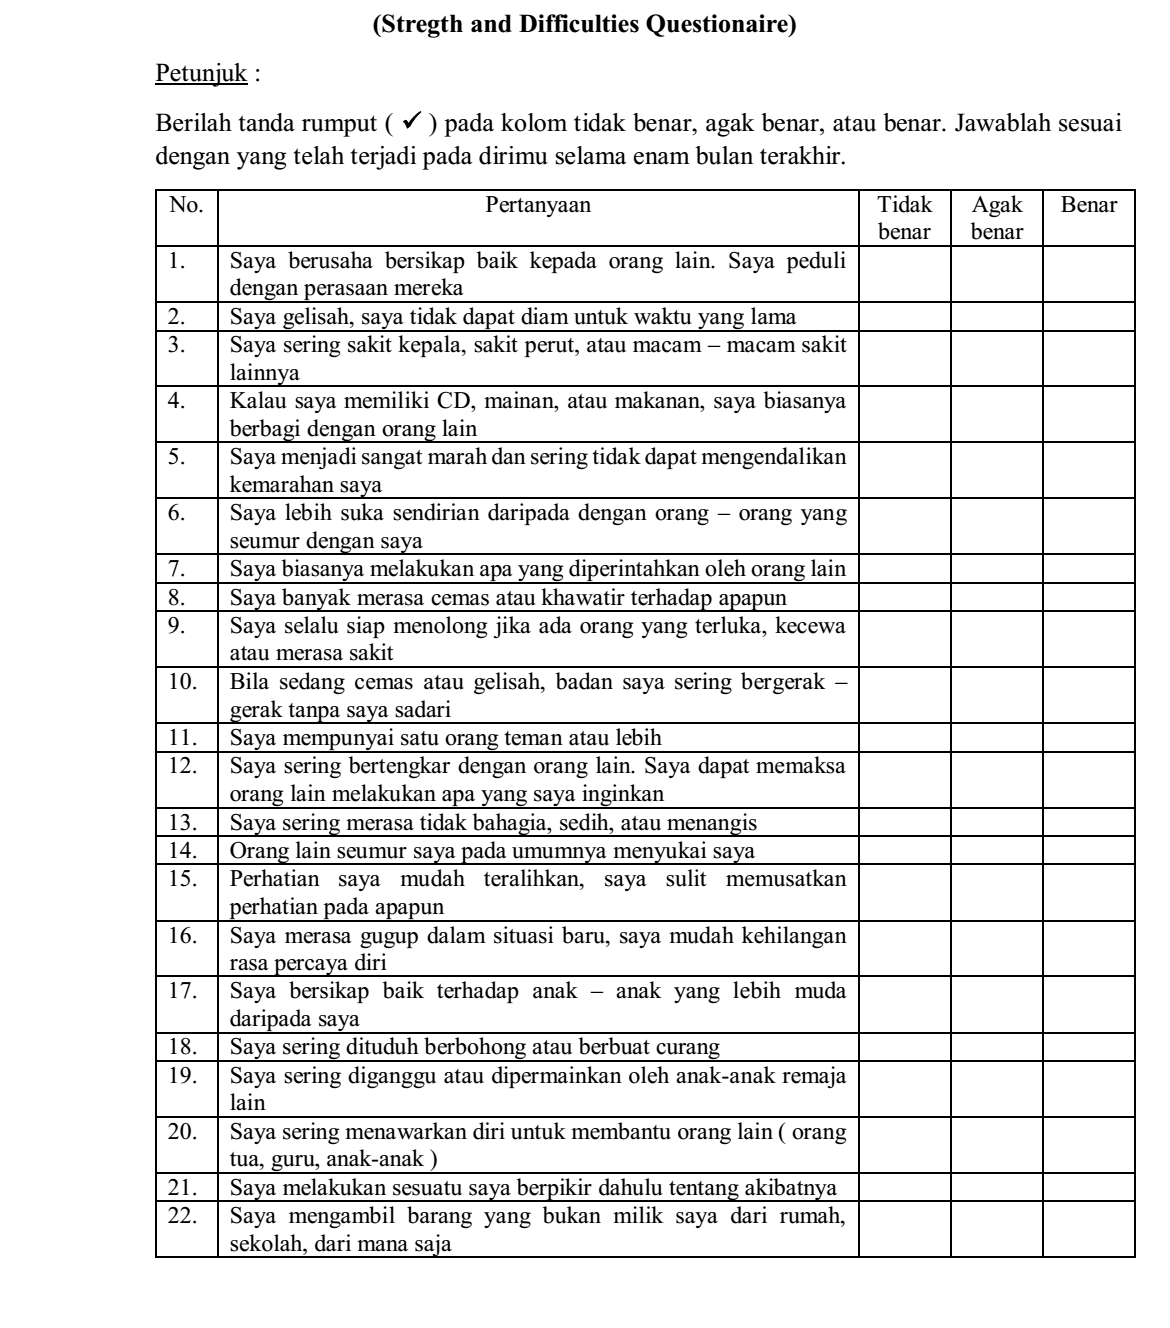 (Stregth and Difficulties Questionaire)
Petunjuk :
Berilah tanda rumput ( ✓ ) pada kolom tidak benar, agak benar, atau benar. Jawablah sesuai
dengan yang telah terjadi pada dirimu selama enam bulan terakhir.
No. Pertanyaan Tidak benar Agak benar Benar
1. Saya berusaha bersikap baik kepada orang lain. Saya peduli
dengan perasaan mereka
2. Saya gelisah, saya tidak dapat diam untuk waktu yang lama
3. Saya sering sakit kepala, sakit perut, atau macam – macam sakit
lainnya
4. Kalau saya memiliki CD, mainan, atau makanan, saya biasanya
berbagi dengan orang lain
5. Saya menjadi sangat marah dan sering tidak dapat mengendalikan
kemarahan saya
6. Saya lebih suka sendirian daripada dengan orang – orang yang
seumur dengan saya
7. Saya biasanya melakukan apa yang diperintahkan oleh orang lain
8. Saya banyak merasa cemas atau khawatir terhadap apapun
9. Saya selalu siap menolong jika ada orang yang terluka, kecewa
atau merasa sakit
10. Bila sedang cemas atau gelisah, badan saya sering bergerak –
gerak tanpa saya sadari
11. Saya mempunyai satu orang teman atau lebih
12. Saya sering bertengkar dengan orang lain. Saya dapat memaksa
orang lain melakukan apa yang saya inginkan
13. Saya sering merasa tidak bahagia, sedih, atau menangis
14. Orang lain seumur saya pada umumnya menyukai saya
15. Perhatian saya mudah teralihkan, saya sulit memusatkan
perhatian pada apapun
16. Saya merasa gugup dalam situasi baru, saya mudah kehilangan
rasa percaya diri
17. Saya bersikap baik terhadap anak – anak yang lebih muda
daripada saya
18. Saya sering dituduh berbohong atau berbuat curang
19. Saya sering diganggu atau dipermainkan oleh anak-anak remaja
lain
20. Saya sering menawarkan diri untuk membantu orang lain ( orang
tua, guru, anak-anak )
21. Saya melakukan sesuatu saya berpikir dahulu tentang akibatnya
22. Saya mengambil barang yang bukan milik saya dari rumah,
sekolah, dari mana saja